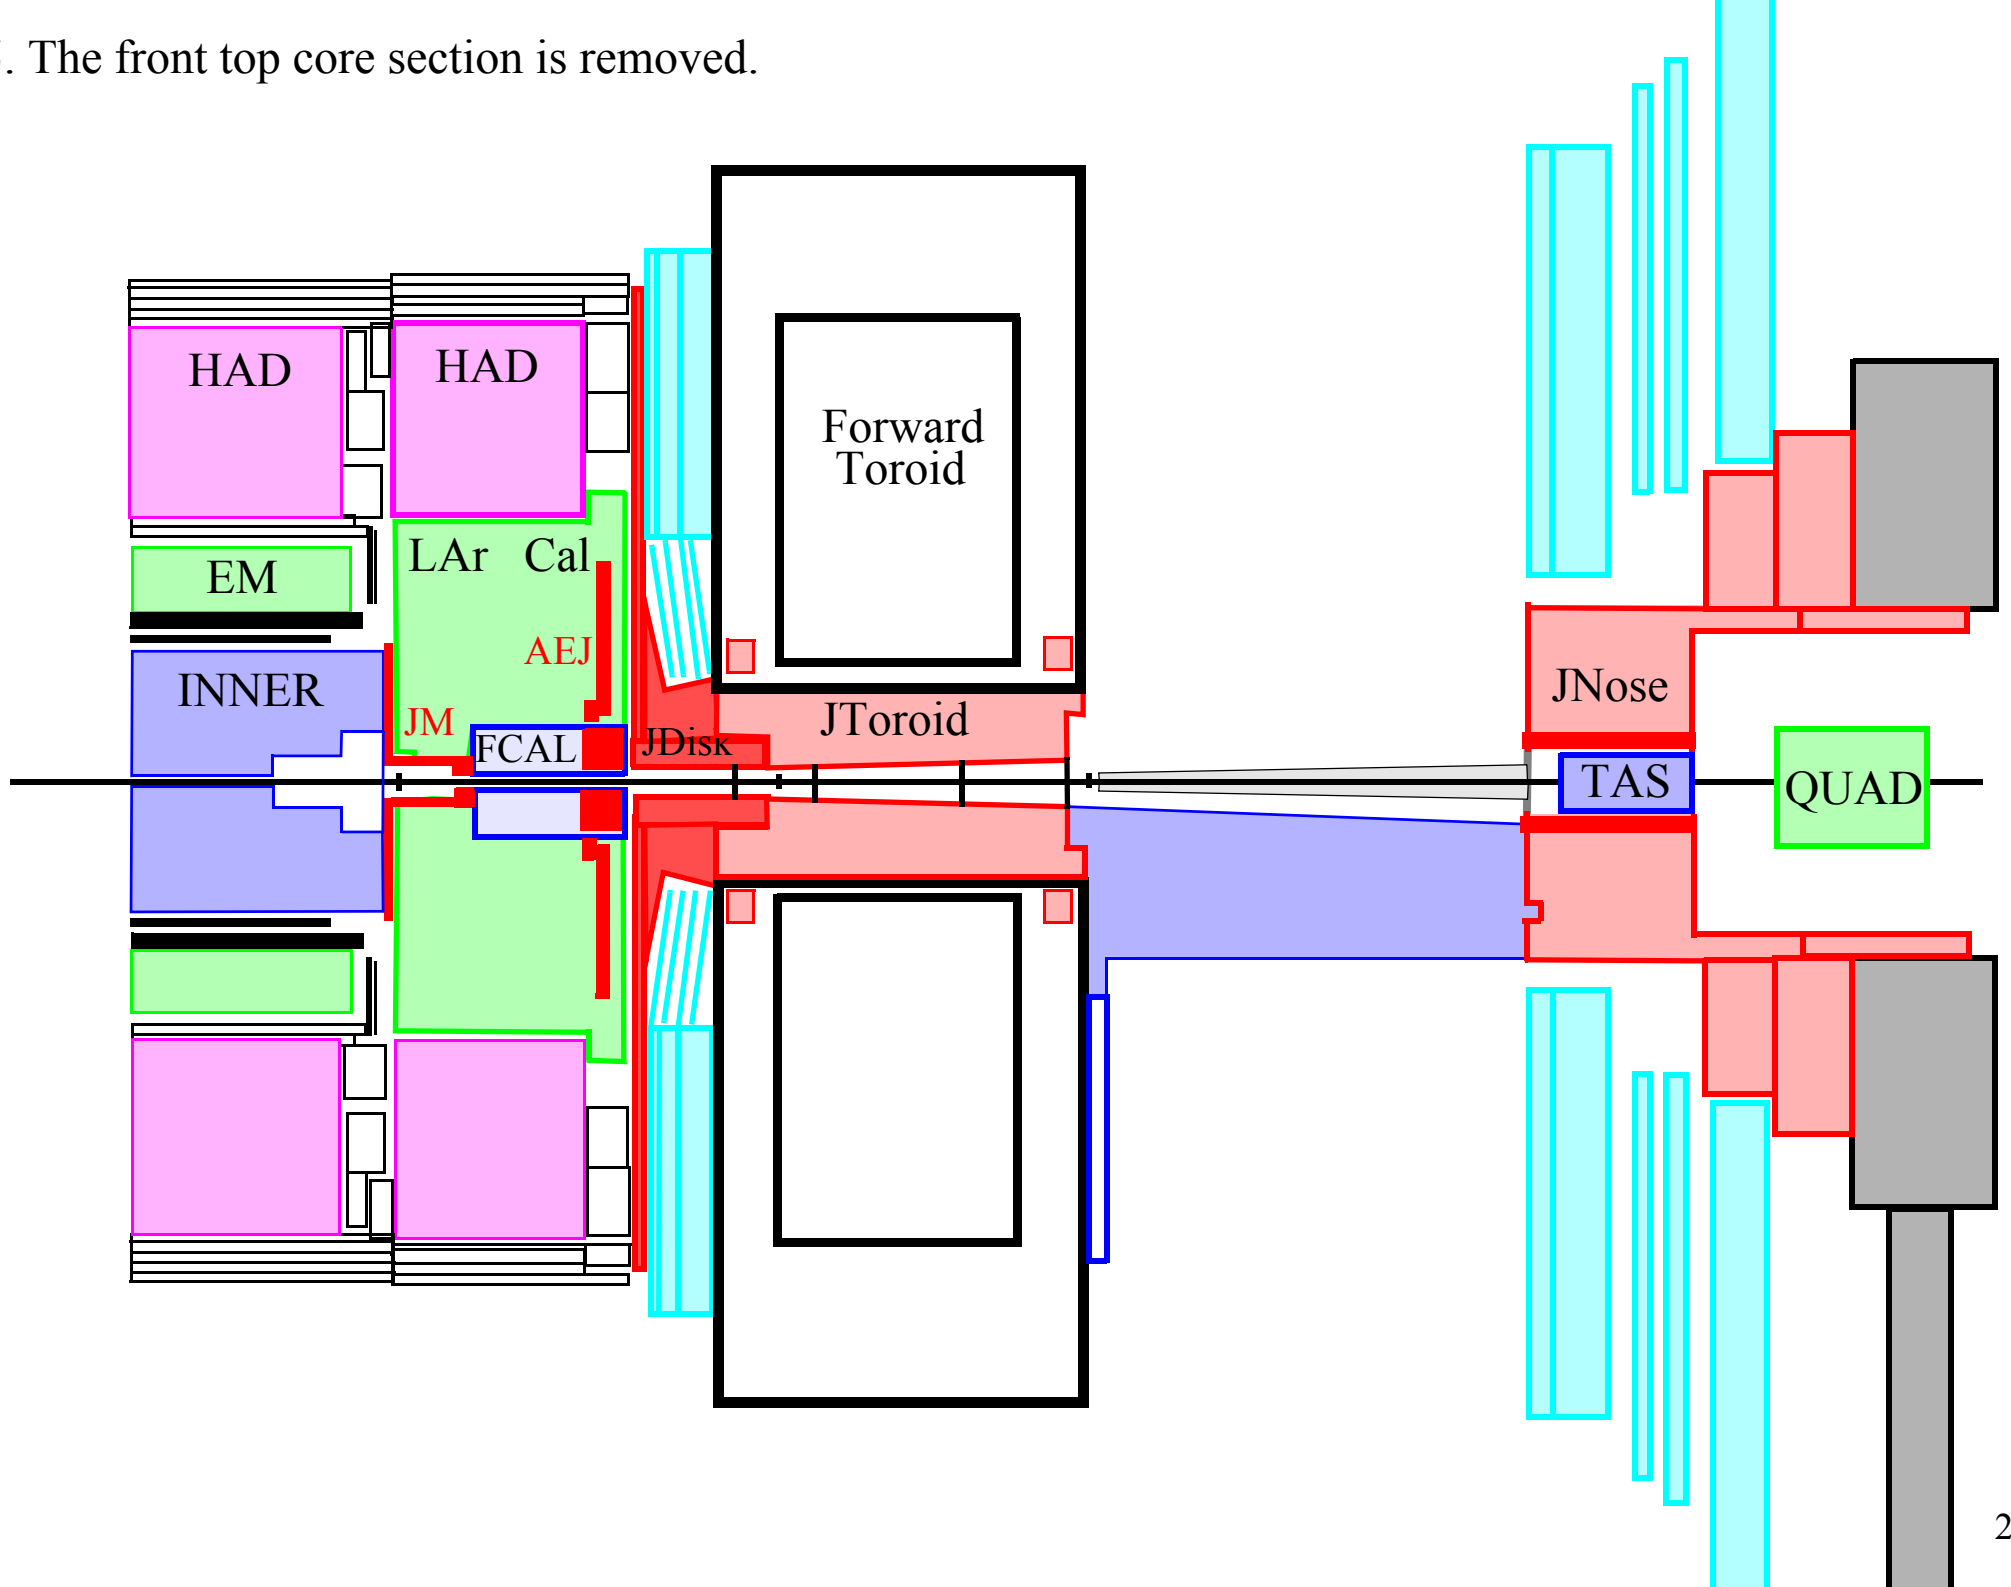 . The front top core section is removed.
HAD
HAD
Forward
Toroid
LAr Cal
EM
AEJ
INNER
JM
FCAL
JDisk
JToroid
JNose
TAS
QUAD
2